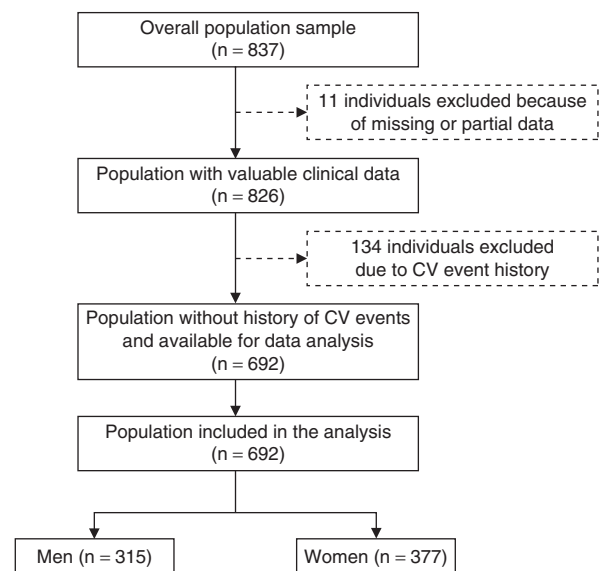 Overall population sample
(n = 837)
11 individuals excluded because
of missing or partial data
Population with valuable clinical data
(n = 826)
134 individuals excluded
due to CV event history
Population without history of CV events
and available for data analysis
(n = 692)
Population included in the analysis
(n = 692)
Men (n = 315)
Women (n = 377)